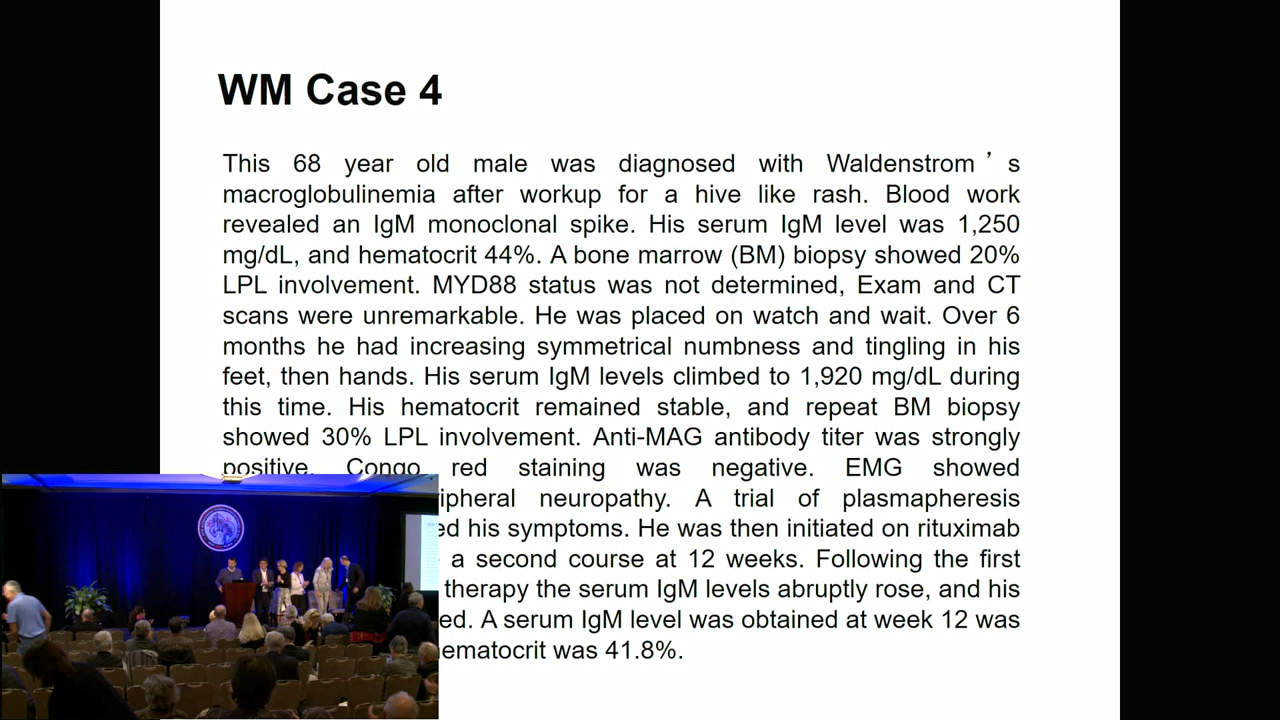 WM Case 4
This 68 year old male was diagnosed with Waldenstrom's
macroglobulinemia after workup for a hive like rash. Blood work
revealed an IgM monoclonal spike. His serum IgM level was 1,250
mg/dL, and hematocrit 44%. A bone marrow (BM) biopsy showed 20%
LPL involvement. MYD88 status was not determined, Exam and CT
scans were unremarkable. He was placed on watch and wait. Over 6
months he had increasing symmetrical numbness and tingling in his
feet, then hands. His serum IgM levels climbed to 1,920 mg/dL during
this time. His hematocrit remained stable, and repeat BM biopsy
showed 30% LPL involvement. Anti-MAG antibody titer was strongly
positive. Congo red staining was negative. EMG showed
neuropathy. A trial of plasmapheresis
his symptoms. He was then initiated on rituximab
a second course at 12 weeks. Following the first
therapy the serum IgM levels abruptly rose, and his
A serum IgM level was obtained at week 12 was
was 41.8%.